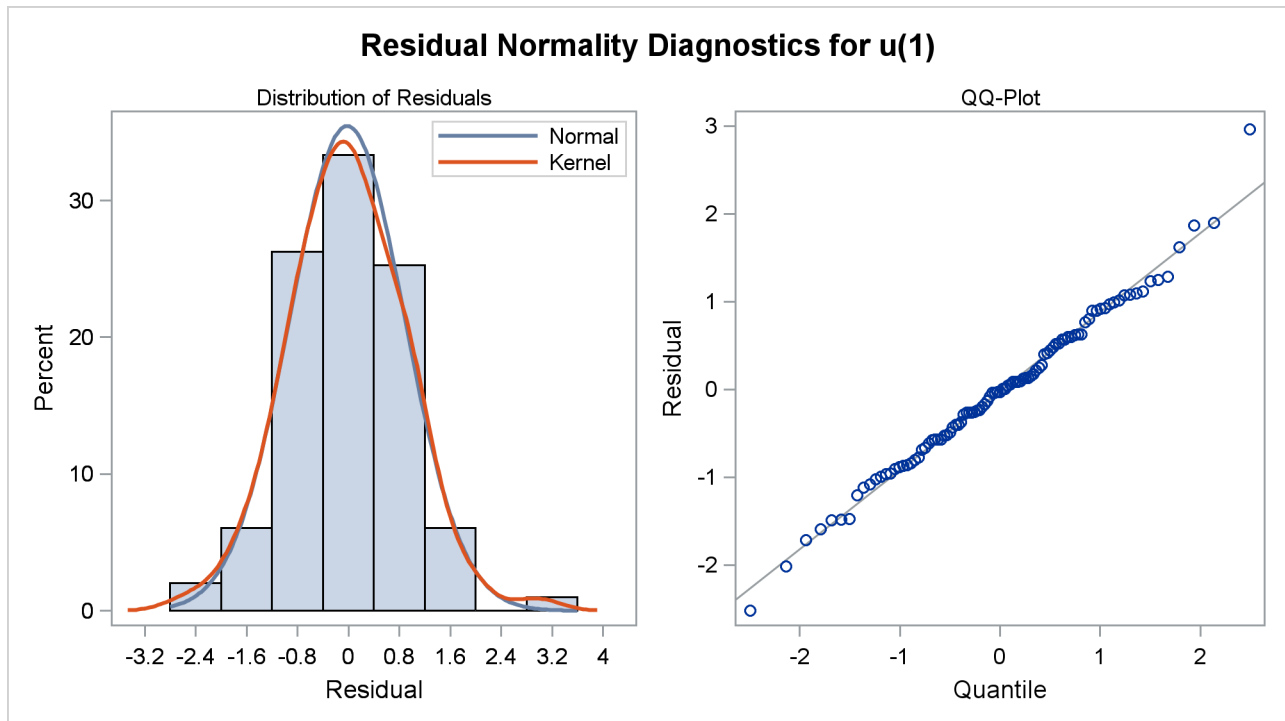 Residual Normality Diagnostics for u(1)
Distribution of Residuals
Normal
Kernel
30
20
10
0
Percent
-3.2 -2.4 -1.6 -0.8 0 0.8 1.6 2.4 3.2 4
Residual
QQ-Plot
3
2
1
0
-1
-2
Residual
-2 -1 0 1 2
Quantile